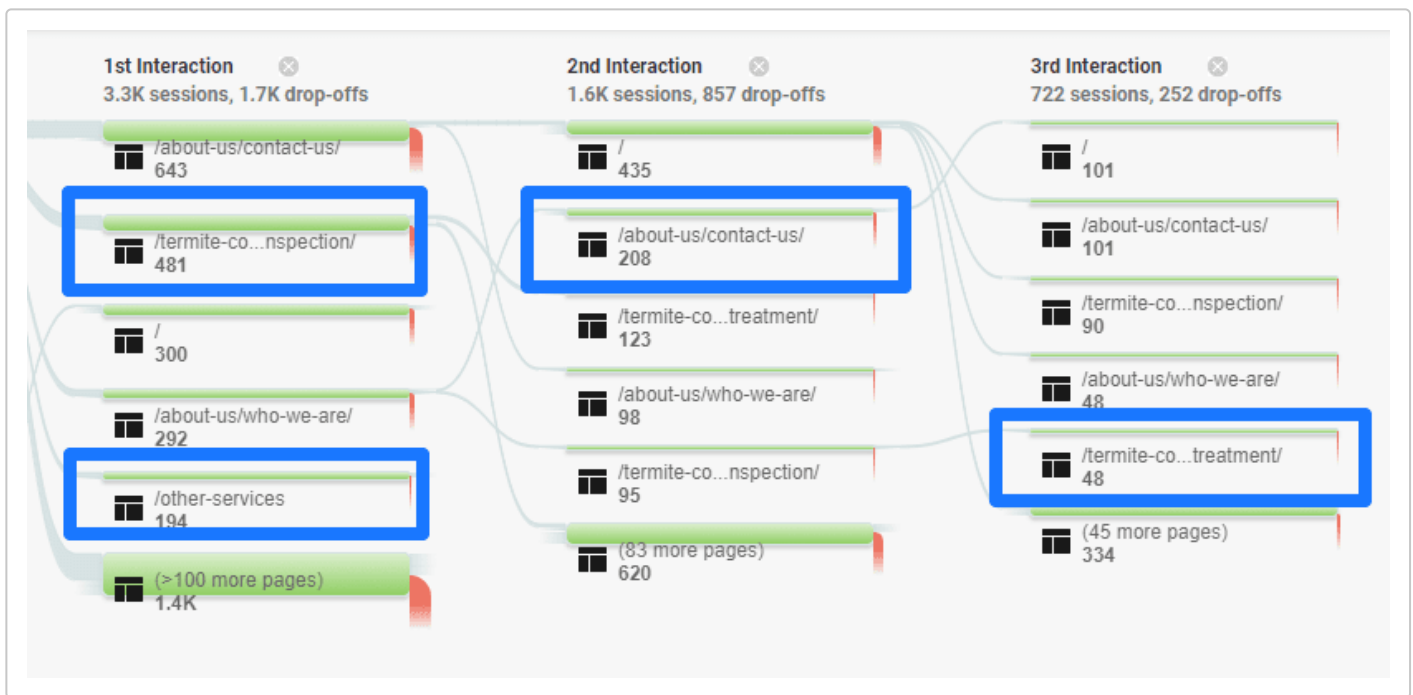 1st Interaction
3.3K sessions, 1.7K drop-offs
/about-us/contact-us/
643
/termite-co...nspection/
481
/
300
/about-us/who-we-are/
292
/other-services
194
(>100 more pages)
1.4K
2nd Interaction
1.6K sessions, 857 drop-offs
/
435
/about-us/contact-us/
208
/termite-co...treatment/
123
/about-us/who-we-are/
98
/termite-co...nspection/
95
(83 more pages)
620
3rd Interaction
722 sessions, 252 drop-offs
/
101
/about-us/contact-us/
101
/termite-co...nspection/
90
/about-us/who-we-are/
48
/termite-co...treatment/
48
(45 more pages)
334